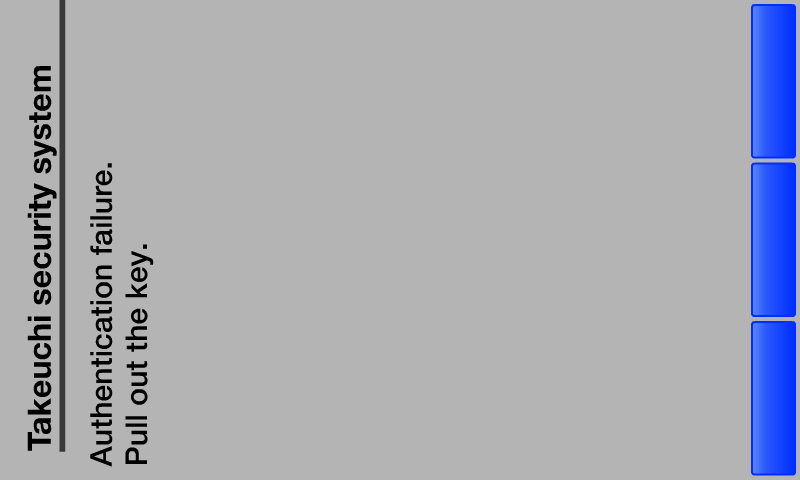 Takeuchi security system
Authentication failure.
Pull out the key.